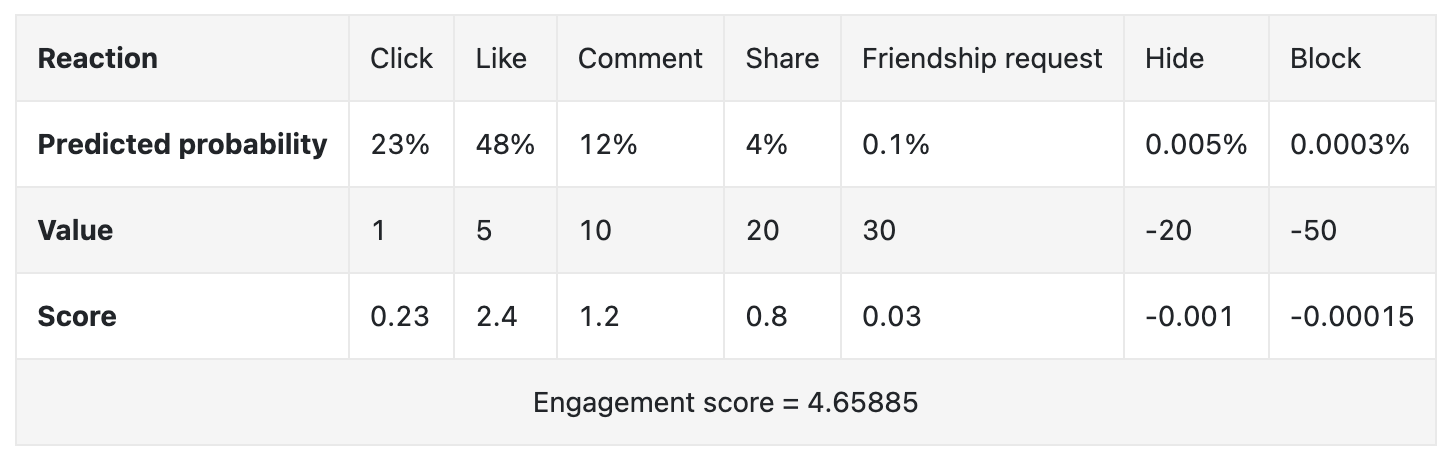 Reaction Click Like Comment Share Friendship request Hide Block
Predicted probability 23% 48% 12% 4% 0.1% 0.005% 0.0003%
Value 1 5 10 20 30 -20 -50
Score 0.23 2.4 1.2 0.8 0.03 -0.001 -0.00015
Engagement score = 4.65885